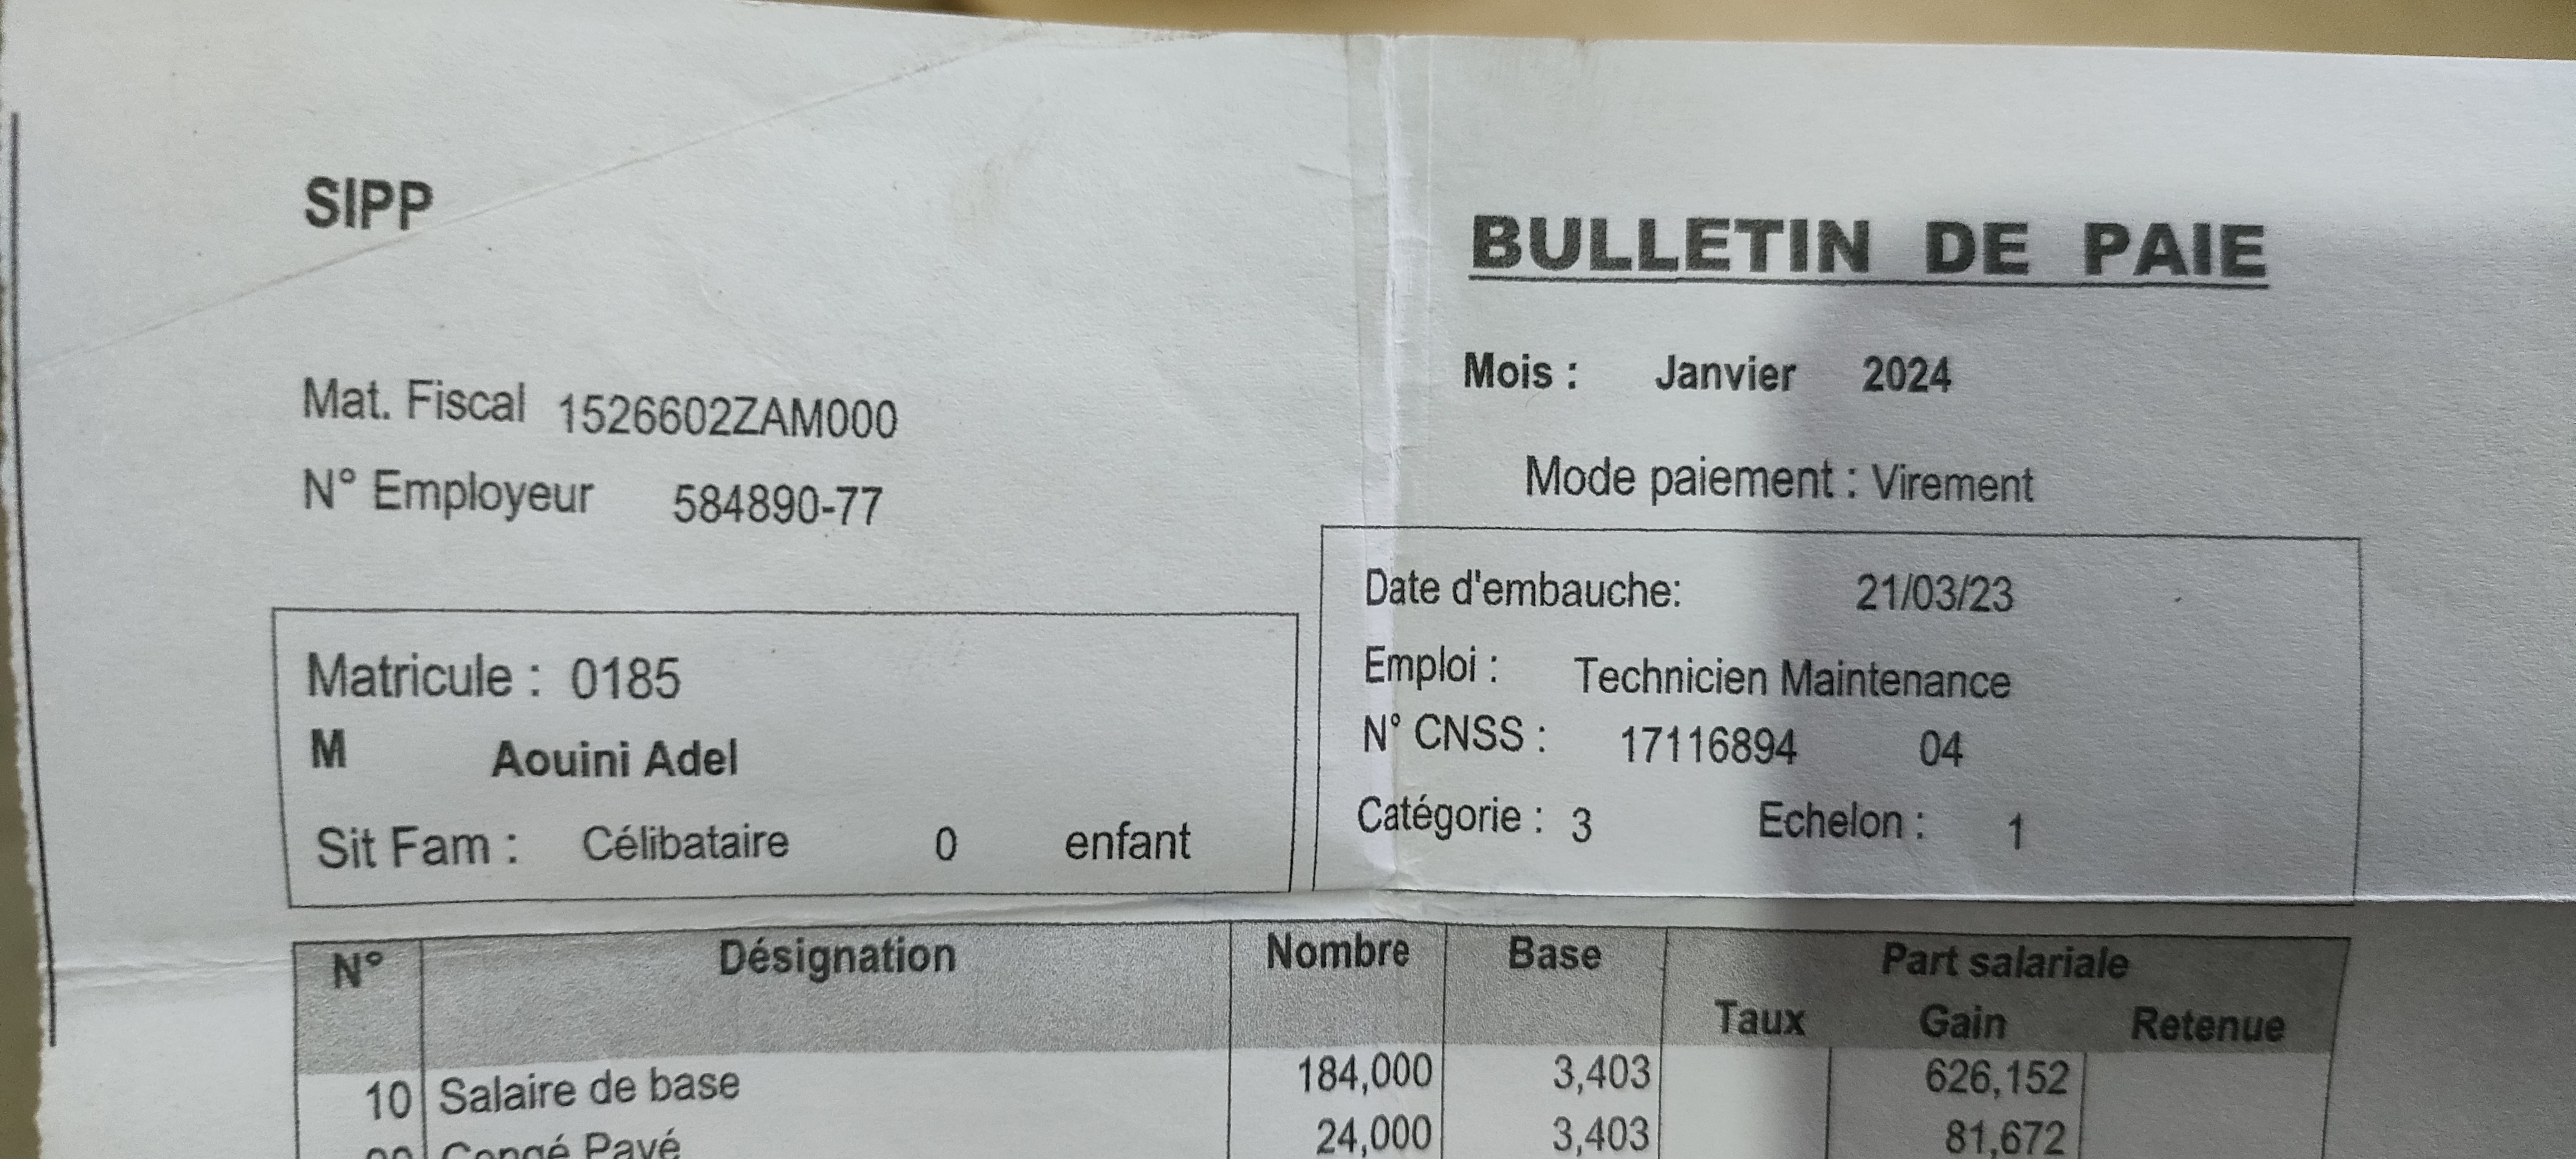 SIPP
BULLETIN DE PAIE
Mois : Janvier 2024
Mat. Fiscal 1526602ZAM000
Mode paiement : Virement
N° Employeur 584890-77
Date d'embauche: 21/03/23
Emploi : Technicien Maintenance
Matricule : 0185
N° CNSS : 17116894 04
M Aouini Adel
Catégorie : 3 Echelon : 1
Sit Fam : Célibataire 0 enfant
N° Désignation Nombre Base Part salariale
Taux Gain Retenue
10 Salaire de base 184,000 3,403 626,152
Congé Payé 24,000 3,403 81,672